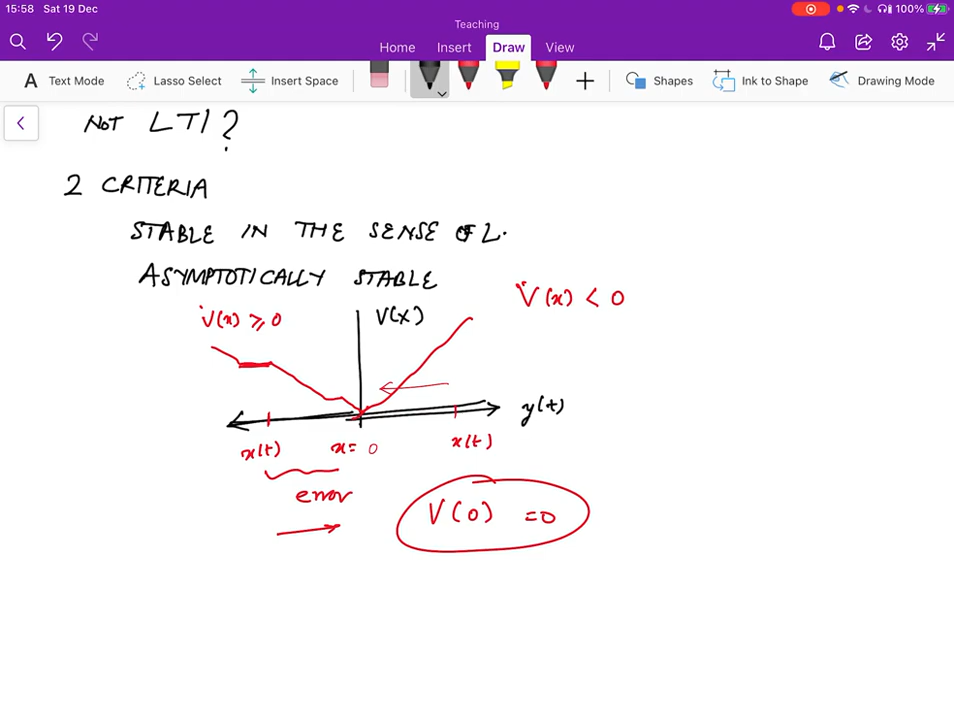 15:58 Sat 19 Dec
100%
Teaching
Home Insert Draw View
Text Mode Lasso Select Insert Space Shapes Ink to Shape Drawing Mode
NOT LTI?
2 CRITERIA
STABLE IN THE SENSE OF L.
ASYMPTOTICALLY STABLE
V̇(x) < 0
V̇(x) ⩾ 0
V(x)
y(t)
x(t) x = 0 x(t)
error
V(0) = 0